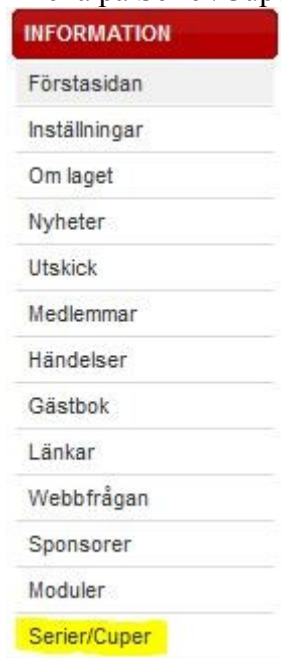 INFORMATION
Förstasidan
Inställningar
Om laget
Nyheter
Utskick
Medlemmar
Händelser
Gästbok
Länkar
Webbfrågan
Sponsorer
Moduler
Serier/Cuper